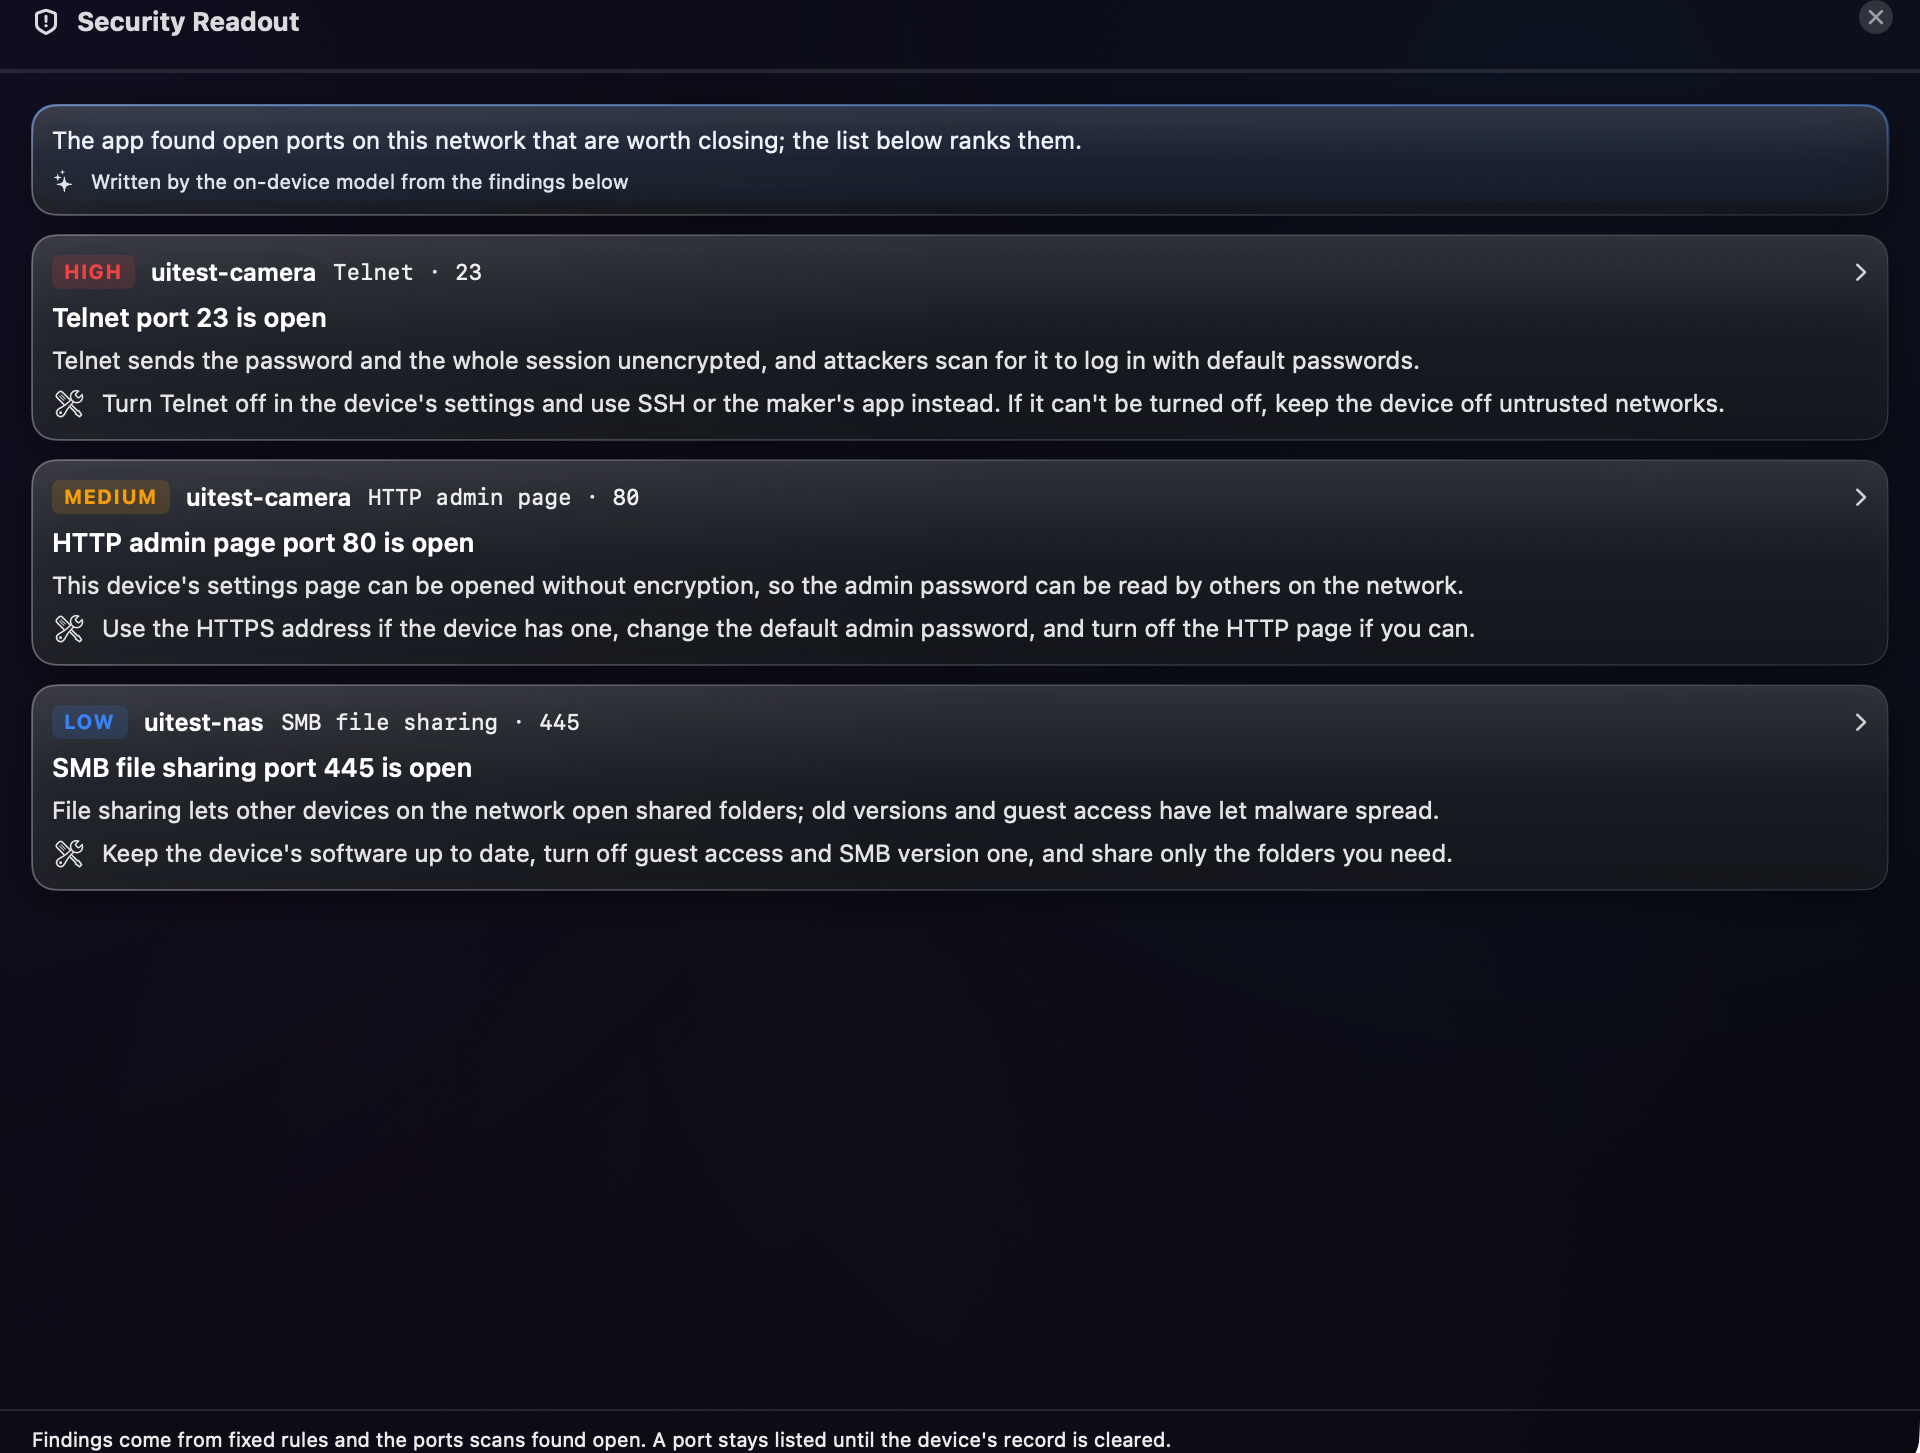 Security Readout
The app found open ports on this network that are worth closing; the list below ranks them.
Written by the on-device model from the findings below
HIGH uitest-camera Telnet · 23
Telnet port 23 is open
Telnet sends the password and the whole session unencrypted, and attackers scan for it to log in with default passwords.
Turn Telnet off in the device's settings and use SSH or the maker's app instead. If it can't be turned off, keep the device off untrusted networks.
MEDIUM uitest-camera HTTP admin page · 80
HTTP admin page port 80 is open
This device's settings page can be opened without encryption, so the admin password can be read by others on the network.
Use the HTTPS address if the device has one, change the default admin password, and turn off the HTTP page if you can.
LOW uitest-nas SMB file sharing · 445
SMB file sharing port 445 is open
File sharing lets other devices on the network open shared folders; old versions and guest access have let malware spread.
Keep the device's software up to date, turn off guest access and SMB version one, and share only the folders you need.
Findings come from fixed rules and the ports scans found open. A port stays listed until the device's record is cleared.